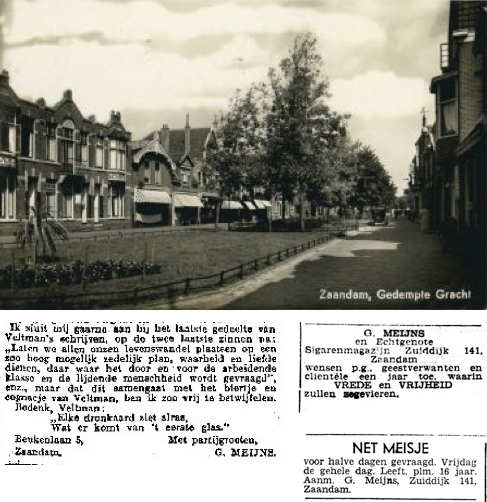 Zaandam, Gedempte Gracht
Ik sluit mij gaarne aan bij het laatste gedeelte van
Veltman's schrijven, op de twee laatste zinnen na:
„Laten we allen onzen levenswandel plaatsen op een
zoo hoog mogelijk zedelijk plan, waarheid en liefde
dienen, daar waar het door en voor de arbeidende
klasse en de lijdende menschheid wordt gevraagd",
enz., maar dat dit samengaat met het biertje en
cognacje van Veltman, ben ik zoo vrij te betwijfelen.
Bedenk, Veltman:
„Elke dronkaard ziet alras,
Wat er komt van 't eerste glas."
Beukenlaan 5, Met partijgroeten,
Zaandam. G. MEIJNS.
G. MEIJNS
en Echtgenote
Sigarenmagazijn Zuiddijk 141,
Zaandam
wensen p.g., geestverwanten en
clientèle een jaar toe, waarin
VREDE en VRIJHEID
zullen zegevieren.
NET MEISJE
voor halve dagen gevraagd. Vrijdag
de gehele dag. Leeft. plm. 16 jaar.
Aanm. G. Meijns, Zuiddijk 141,
Zaandam.